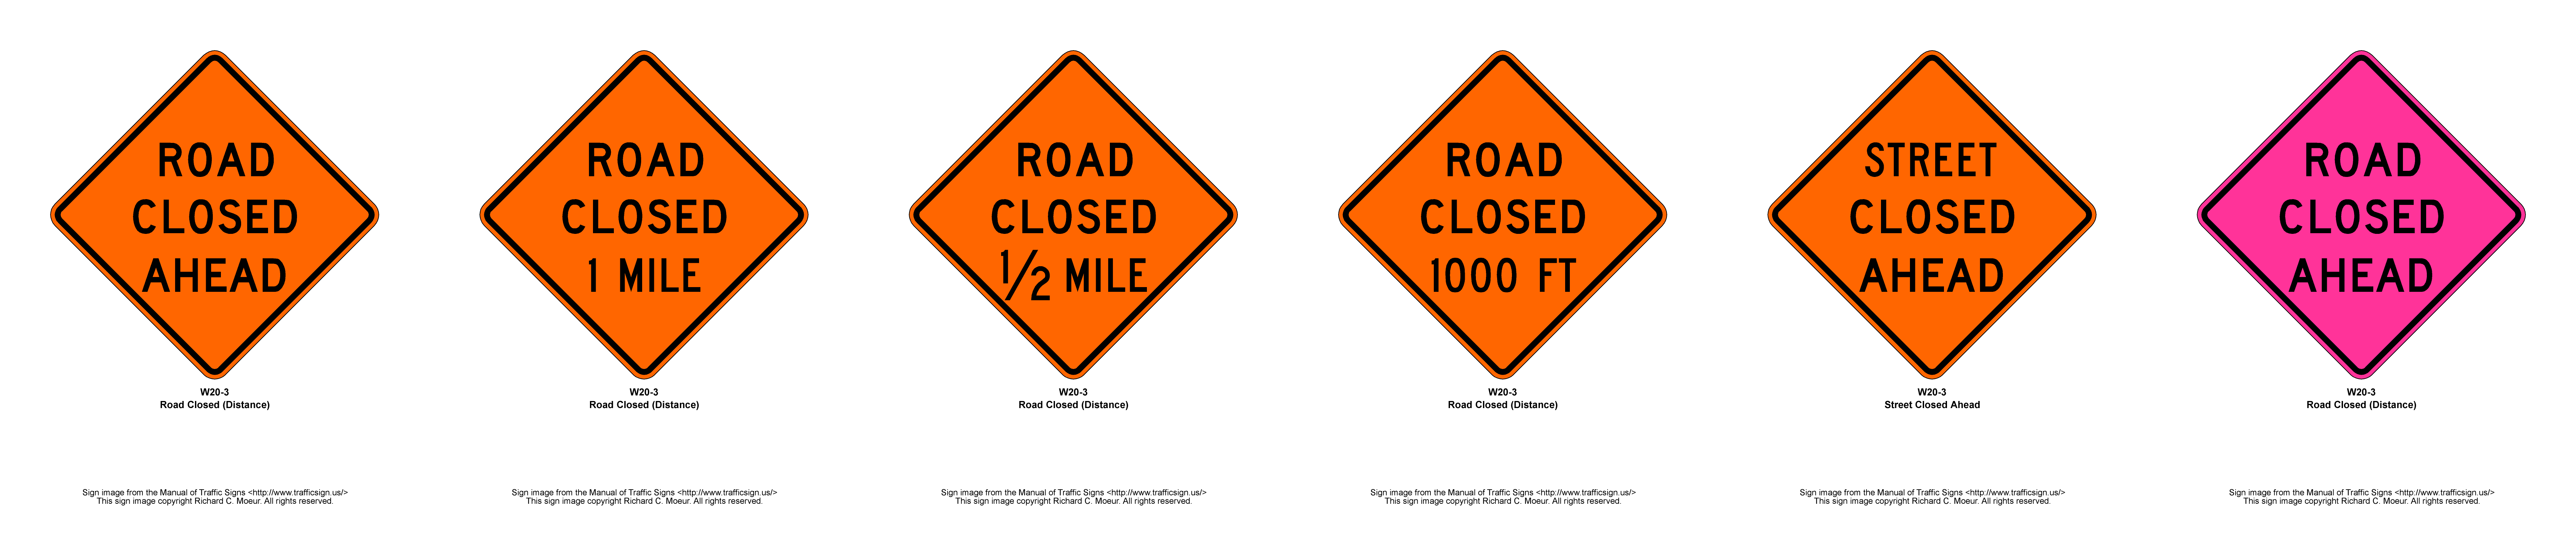 ROAD
CLOSED
AHEAD
W20-3
Road Closed (Distance)
Sign image from the Manual of Traffic Signs <http://www.trafficsign.us/>
This sign image copyright Richard C. Moeur. All rights reserved.
ROAD
CLOSED
1 MILE
W20-3
Road Closed (Distance)
Sign image from the Manual of Traffic Signs <http://www.trafficsign.us/>
This sign image copyright Richard C. Moeur. All rights reserved.
ROAD
CLOSED
1/2 MILE
W20-3
Road Closed (Distance)
Sign image from the Manual of Traffic Signs <http://www.trafficsign.us/>
This sign image copyright Richard C. Moeur. All rights reserved.
ROAD
CLOSED
1000 FT
W20-3
Road Closed (Distance)
Sign image from the Manual of Traffic Signs <http://www.trafficsign.us/>
This sign image copyright Richard C. Moeur. All rights reserved.
STREET
CLOSED
AHEAD
W20-3
Street Closed Ahead
Sign image from the Manual of Traffic Signs <http://www.trafficsign.us/>
This sign image copyright Richard C. Moeur. All rights reserved.
ROAD
CLOSED
AHEAD
W20-3
Road Closed (Distance)
Sign image from the Manual of Traffic Signs <http://www.trafficsign.us/>
This sign image copyright Richard C. Moeur. All rights reserved.